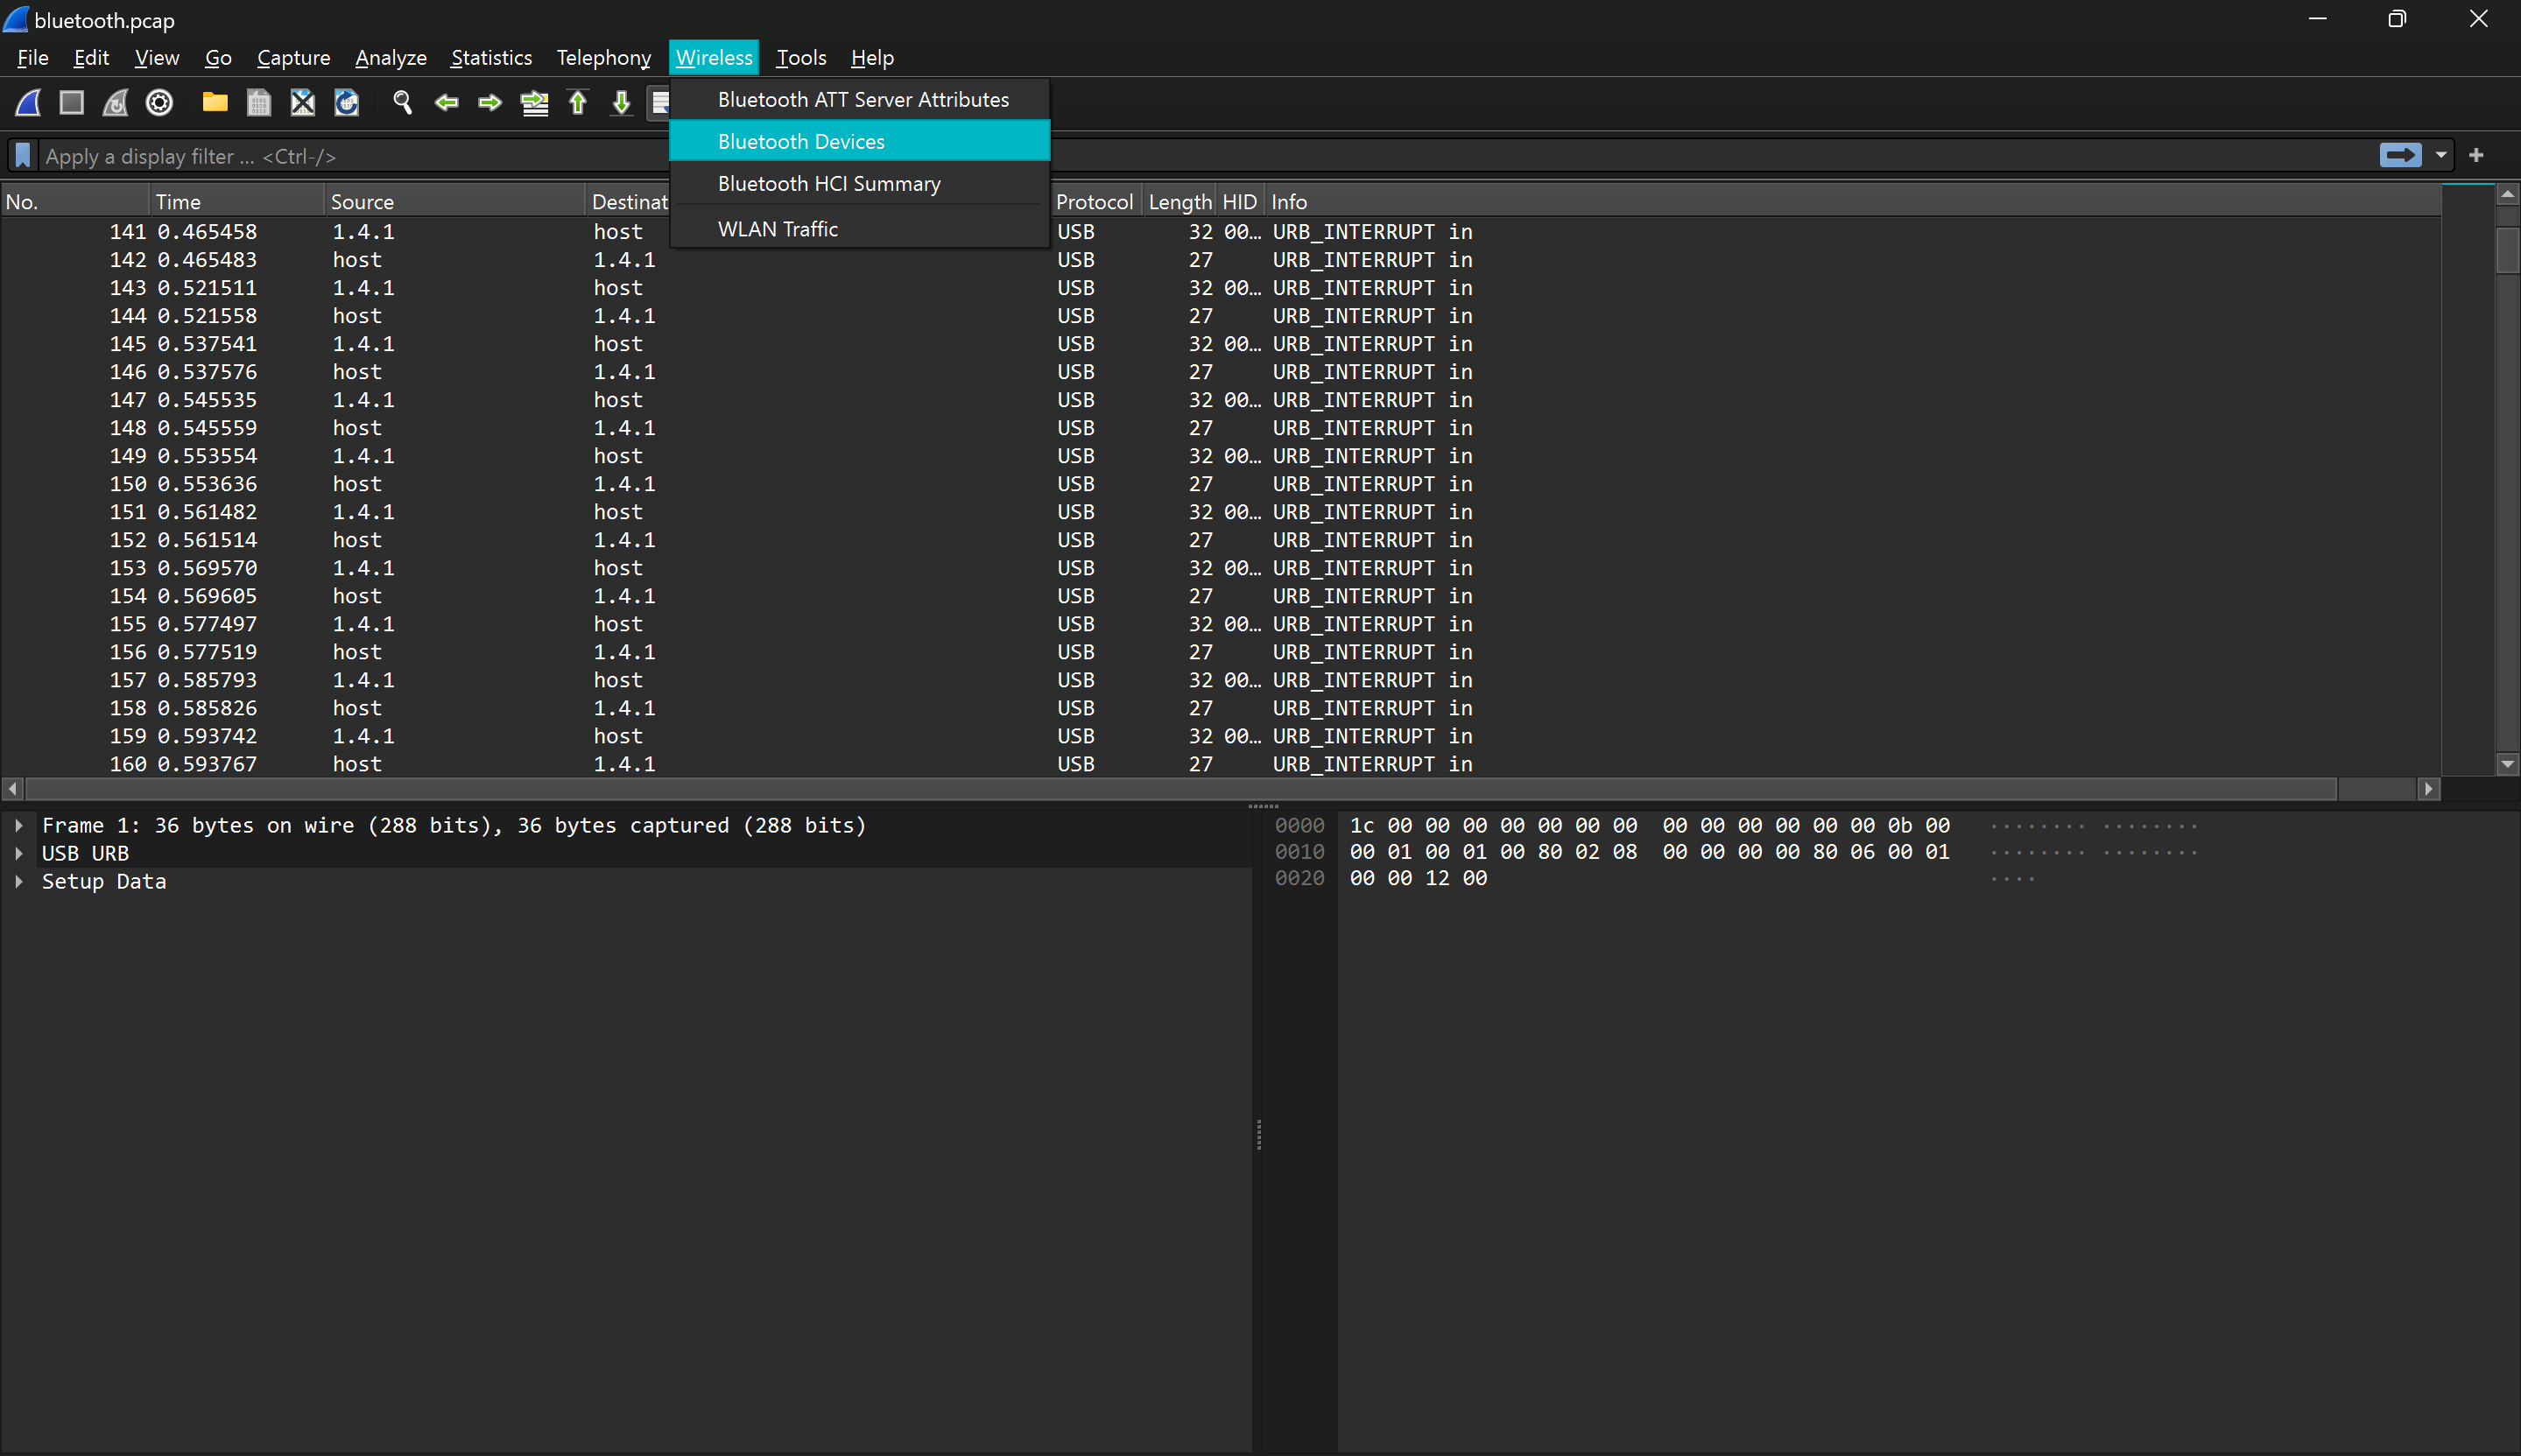 bluetooth.pcap
File Edit View Go Capture Analyze Statistics Telephony Wireless Tools Help
Bluetooth ATT Server Attributes
Bluetooth Devices
Bluetooth HCI Summary
WLAN Traffic
Apply a display filter ... <Ctrl-/>
No. Time Source Destinat Protocol Length HID Info
141 0.465458 1.4.1 host USB 32 00… URB_INTERRUPT in
142 0.465483 host 1.4.1 USB 27 URB_INTERRUPT in
143 0.521511 1.4.1 host USB 32 00… URB_INTERRUPT in
144 0.521558 host 1.4.1 USB 27 URB_INTERRUPT in
145 0.537541 1.4.1 host USB 32 00… URB_INTERRUPT in
146 0.537576 host 1.4.1 USB 27 URB_INTERRUPT in
147 0.545535 1.4.1 host USB 32 00… URB_INTERRUPT in
148 0.545559 host 1.4.1 USB 27 URB_INTERRUPT in
149 0.553554 1.4.1 host USB 32 00… URB_INTERRUPT in
150 0.553636 host 1.4.1 USB 27 URB_INTERRUPT in
151 0.561482 1.4.1 host USB 32 00… URB_INTERRUPT in
152 0.561514 host 1.4.1 USB 27 URB_INTERRUPT in
153 0.569570 1.4.1 host USB 32 00… URB_INTERRUPT in
154 0.569605 host 1.4.1 USB 27 URB_INTERRUPT in
155 0.577497 1.4.1 host USB 32 00… URB_INTERRUPT in
156 0.577519 host 1.4.1 USB 27 URB_INTERRUPT in
157 0.585793 1.4.1 host USB 32 00… URB_INTERRUPT in
158 0.585826 host 1.4.1 USB 27 URB_INTERRUPT in
159 0.593742 1.4.1 host USB 32 00… URB_INTERRUPT in
160 0.593767 host 1.4.1 USB 27 URB_INTERRUPT in
Frame 1: 36 bytes on wire (288 bits), 36 bytes captured (288 bits)
USB URB
Setup Data
0000 1c 00 00 00 00 00 00 00 00 00 00 00 00 00 0b 00 ········ ········
0010 00 01 00 01 00 80 02 08 00 00 00 00 80 06 00 01 ········ ········
0020 00 00 12 00 ····